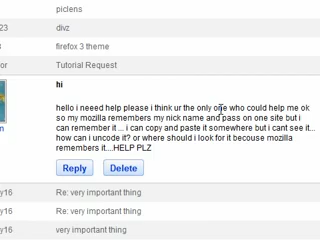 piclens
23 divz
3 firefox 3 theme
or Tutorial Request
hi
hello i neeed help please i think ur the only one who could help me ok
so my mozilla remembers my nick name and pass on one site but i
can remember it ... i can copy and paste it somewhere but i cant see it...
how can i uncode it? or where should i look for it becouse mozilla
remembers it....HELP PLZ
n
Reply Delete
y16 Re: very important thing
y16 Re: very important thing
y16 very important thing